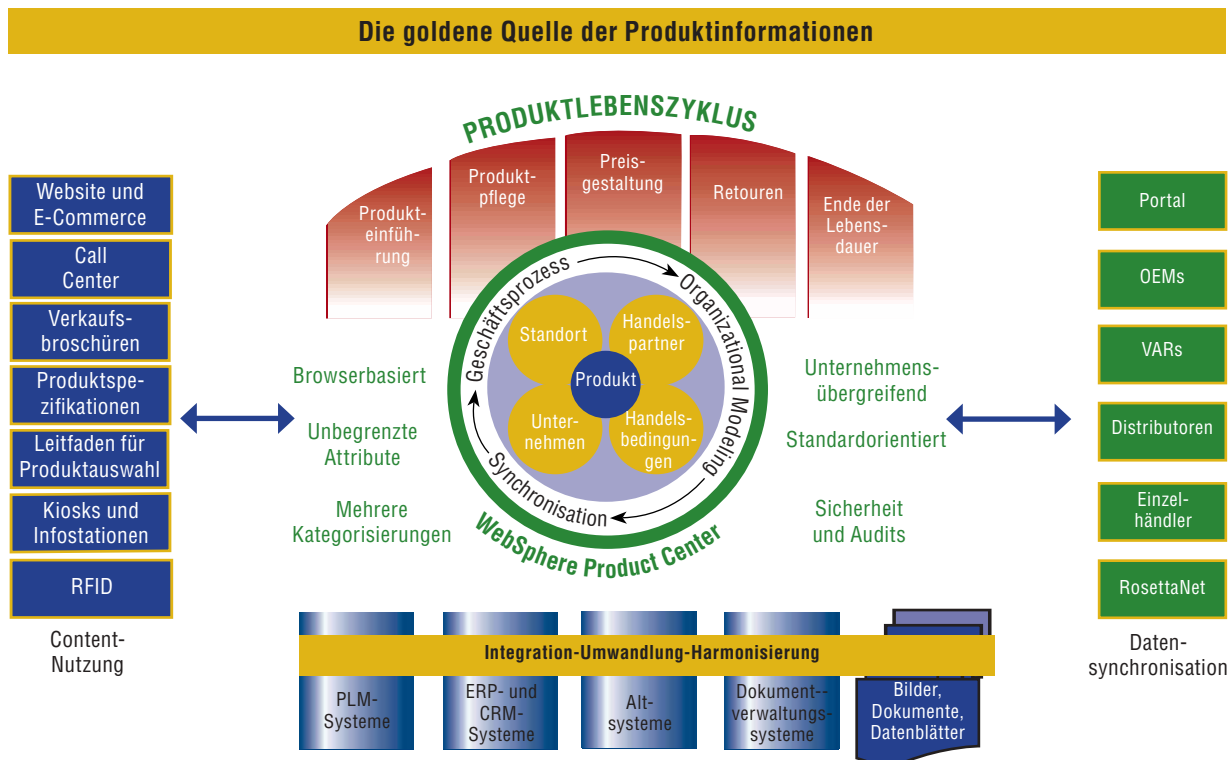 Die goldene Quelle der Produktinformationen
PRODUKTLEBENSZYKLUS
Website und
E-Commerce
Call
Center
Verkaufs-
broschüren
Produktspe-
zifikationen
Leitfaden für
Produktauswahl
Kiosks und
Infostationen
RFID
Content-
Nutzung
Produkt-
einfüh-
rung
Produkt-
pflege
Preis-
gestaltung
Retouren
Ende der
Lebens-
dauer
Browserbasiert
Unbegrenzte
Attribute
Mehrere
Kategorisierungen
Geschäftsprozess
Organizational Modeling
Synchronisation
Standort
Handels-
partner
Produkt
Unter-
nehmen
Handels-
bedingun-
gen
WebSphere Product Center
Unternehmens-
übergreifend
Standardorientiert
Sicherheit
und Audits
Portal
OEMs
VARs
Distributoren
Einzel-
händler
RosettaNet
Daten-
synchronisation
Integration-Umwandlung-Harmonisierung
PLM-
Systeme
ERP- und
CRM-
Systeme
Alt-
systeme
Dokument--
verwaltungs-
systeme
Bilder,
Dokumente,
Datenblätter